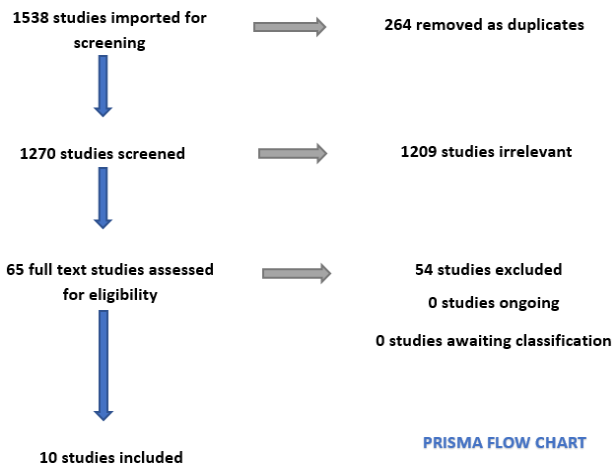 1538 studies imported for
screening
264 removed as duplicates
1270 studies screened
1209 studies irrelevant
65 full text studies assessed
for eligibility
54 studies excluded
0 studies ongoing
0 studies awaiting classification
10 studies included
PRISMA FLOW CHART